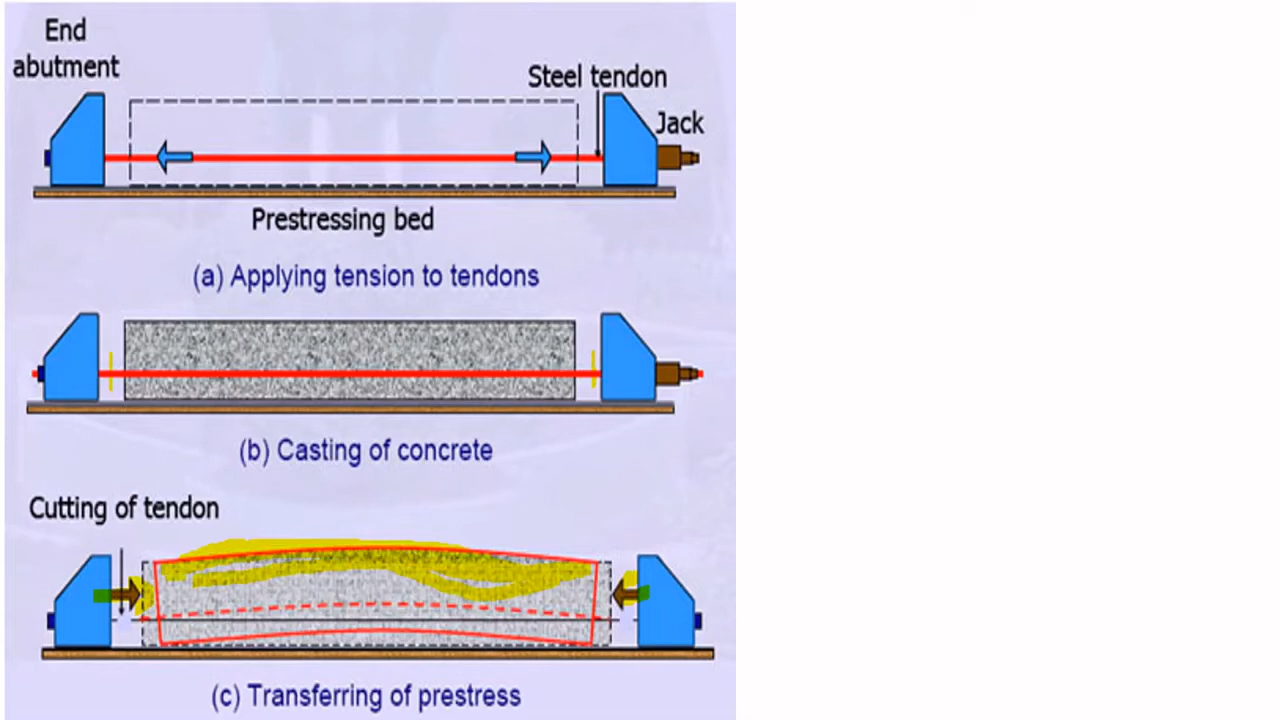 End
abutment
Steel tendon
Jack
Prestressing bed
(a) Applying tension to tendons
(b) Casting of concrete
Cutting of tendon
(c) Transferring of prestress